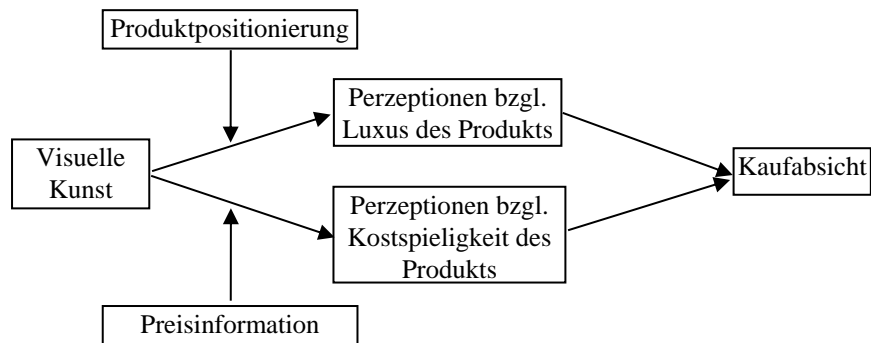 Produktpositionierung
Perzeptionen bzgl.
Luxus des Produkts
Visuelle
Kunst
Kaufabsicht
Perzeptionen bzgl.
Kostspieligkeit des
Produkts
Preisinformation